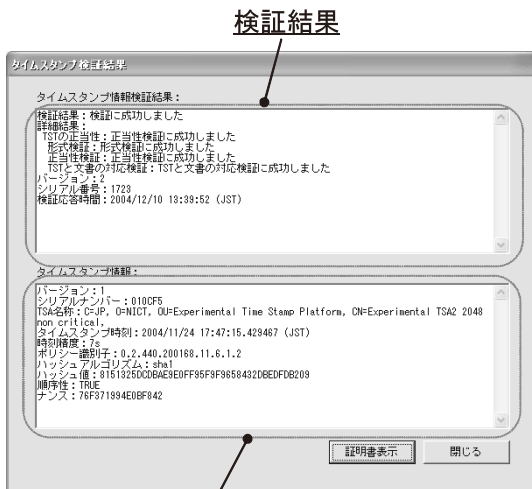 検証結果
タイムスタンプ検証結果
タイムスタンプ情報検証結果：
検証結果：検証に成功しました
詳細結果：
TSTの正当性：正当性検証に成功しました
形式検証：形式検証に成功しました
正当性検証：正当性検証に成功しました
TSTと文書の対応検証：TSTと文書の対応検証に成功しました
バージョン：2
シリアル番号：1723
検証応答時間：2004/12/10 13:39:52 (JST)
タイムスタンプ情報：
バージョン：1
シリアルナンバー：010CF5
TSA名称：C=JP, O=NICT, OU=Experimental Time Stamp Platform, CN=Experimental TSA2 2048
non critical,
タイムスタンプ時刻：2004/11/24 17:47:15.429467 (JST)
時刻精度：7s
ポリシー識別子：0.2.440.200168.11.6.1.2
ハッシュアルゴリズム：sha1
ハッシュ値：8151325DCDBAE9E0FF95F9F9658432DBEDFDB209
順序性：TRUE
ナンス：76F371994E0BF842
証明書表示
閉じる